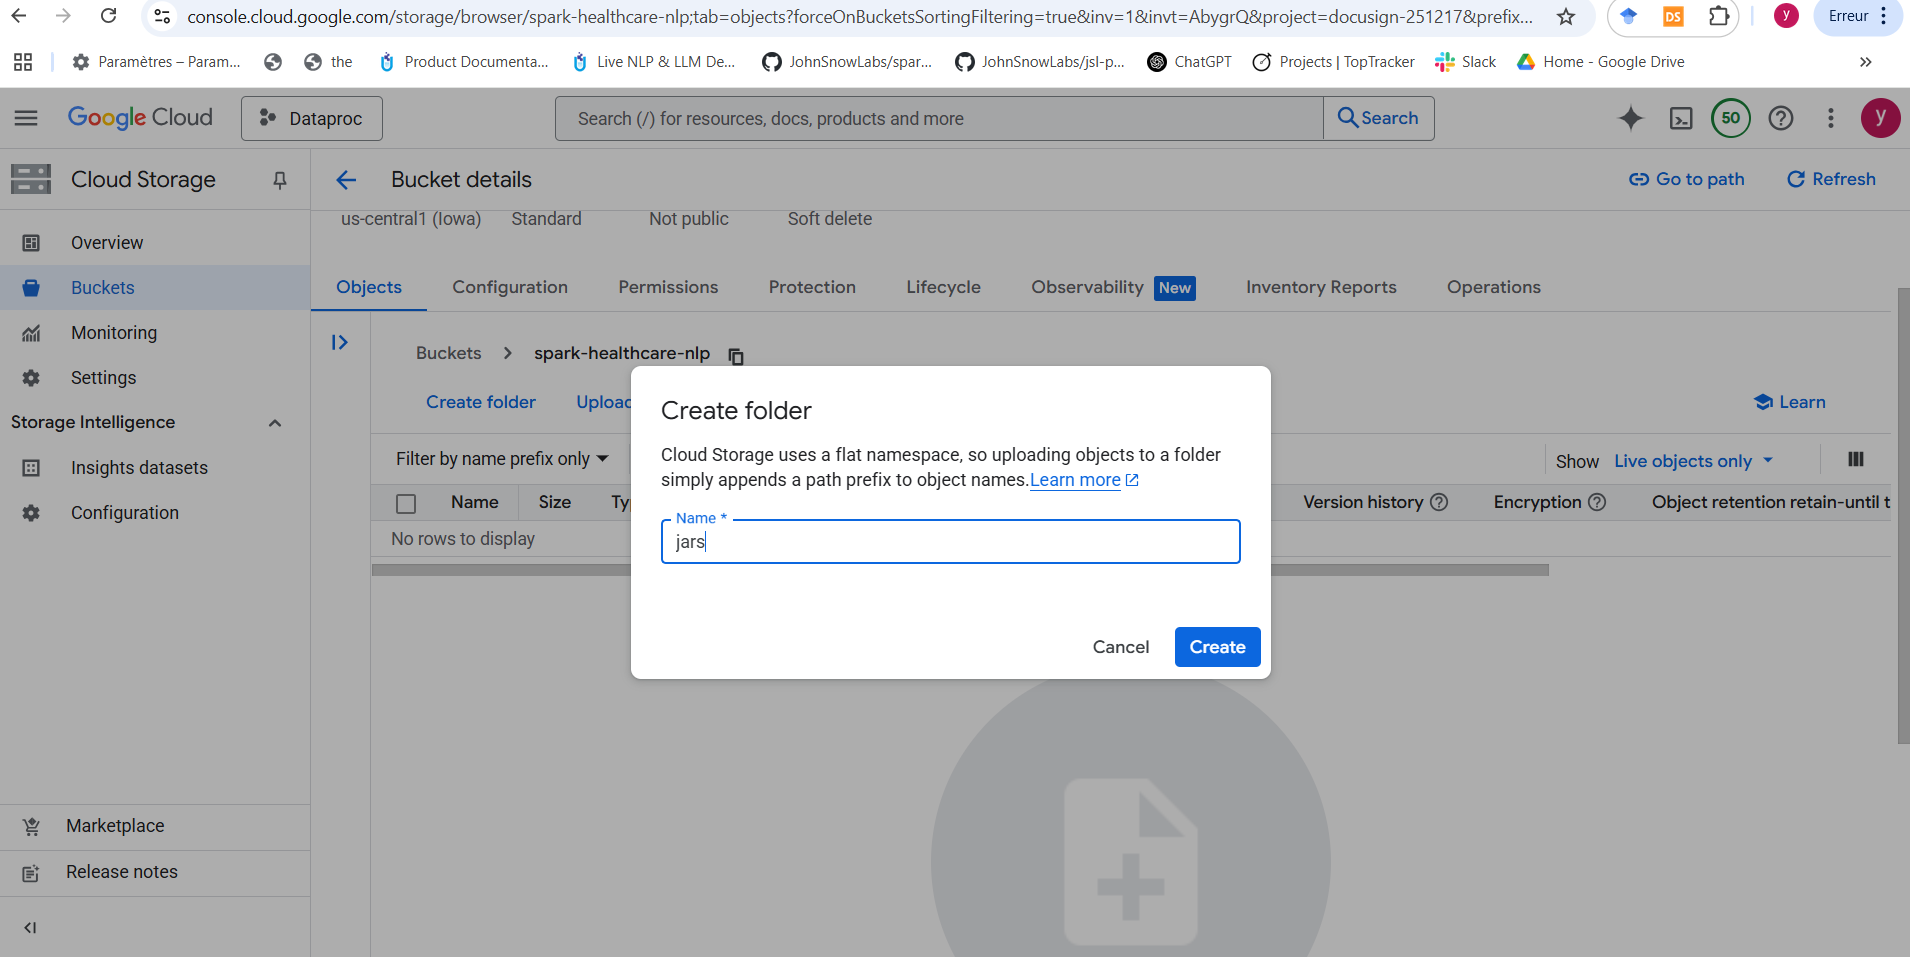 console.cloud.google.com/storage/browser/spark-healthcare-nlp;tab=objects?forceOnBucketsSortingFiltering=true&inv=1&invt=AbygrQ&project=docusign-251217&prefix...
DS
y
Erreur
Paramètres – Param...
the
Product Documenta...
Live NLP & LLM De...
JohnSnowLabs/spar...
JohnSnowLabs/jsl-p...
ChatGPT
Projects | TopTracker
Slack
Home - Google Drive
Google Cloud
Dataproc
Search (/) for resources, docs, products and more
Search
50
y
Cloud Storage
Bucket details
Go to path
Refresh
us-central1 (Iowa)
Standard
Not public
Soft delete
Overview
Buckets
Monitoring
Settings
Storage Intelligence
Insights datasets
Configuration
Marketplace
Release notes
Objects
Configuration
Permissions
Protection
Lifecycle
Observability
New
Inventory Reports
Operations
Buckets
spark-healthcare-nlp
Create folder
Upload
Learn
Filter by name prefix only
Show
Live objects only
Name
Size
Ty
Version history
Encryption
Object retention retain-until t
No rows to display
Create folder
Cloud Storage uses a flat namespace, so uploading objects to a folder
simply appends a path prefix to object names. Learn more
Name *
jars
Cancel
Create